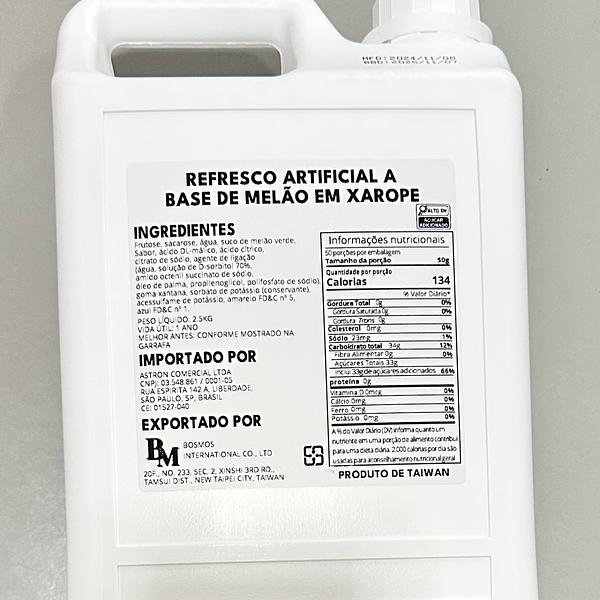 MFD:2024/11/08
BBD:2025/11/07
REFRESCO ARTIFICIAL A
BASE DE MELÃO EM XAROPE
ALTO EM
AÇÚCAR
ADICIONADO
INGREDIENTES
Frutose, sacarose, água, suco de melão verde,
Sabor, ácido DL-málico, ácido cítrico,
citrato de sódio, agente de ligação
(água, solução de D-sorbitol 70%,
amido octenil succinato de sódio,
óleo de palma, propilenoglicol, polifosfato de sódio),
goma xantana, sorbato de potássio (conservante),
acessulfame de potássio, amarelo FD&C nº 5,
azul FD&C nº 1.
PESO LÍQUIDO: 2.5KG
VIDA ÚTIL: 1 ANO
MELHOR ANTES: CONFORME MOSTRADO NA
GARRAFA
IMPORTADO POR
ASTRON COMERCIAL LTDA
CNPJ: 03.548.861 / 0001-05
RUA ESPIRITA 142 A, LIBERDADE,
SÃO PAULO, SP, BRASIL
CE: 01527-040
EXPORTADO POR
BM
BOSMOS
INTERNATIONAL CO., LTD
20F., NO. 233, SEC. 2, XINSHI 3RD RD.,
TAMSUI DIST., NEW TAIPEI CITY, TAIWAN
Informações nutricionais
50 porções por embalagem
Tamanho da porção 50g
Quantidade por porção
Calorias 134
% Valor Diário*
Gordura Total 0g 0%
Gordura Saturada 0g 0%
Gordura Trans 0g
Colesterol 0mg 0%
Sódio 23mg 1%
Carboidrato total 34g 12%
Fibra Alimentar 0g 0%
Açúcares Totais 33g
Inclui 33g de açúcares adicionados 66%
proteína 0g
Vitamina D 0mcg 0%
Cálcio 0mg 0%
Ferro 0mg 0%
Potássio 0mg 0%
A % do Valor Diário (DV) informa quanto um
nutriente em uma porção de alimento contribui
para uma dieta diária. 2.000 calorias por dia são
usadas para aconselhamento nutricional geral
PRODUTO DE TAIWAN